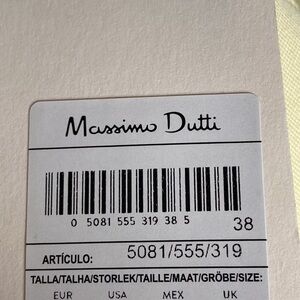 Massimo Dutti
0 5081 555 319 38 5
38
ARTÍCULO: 5081/555/319
TALLA/TALHA/STORLEK/TAILLE/MAAT/GRÖBE/SIZE:
EUR USA MEX UK